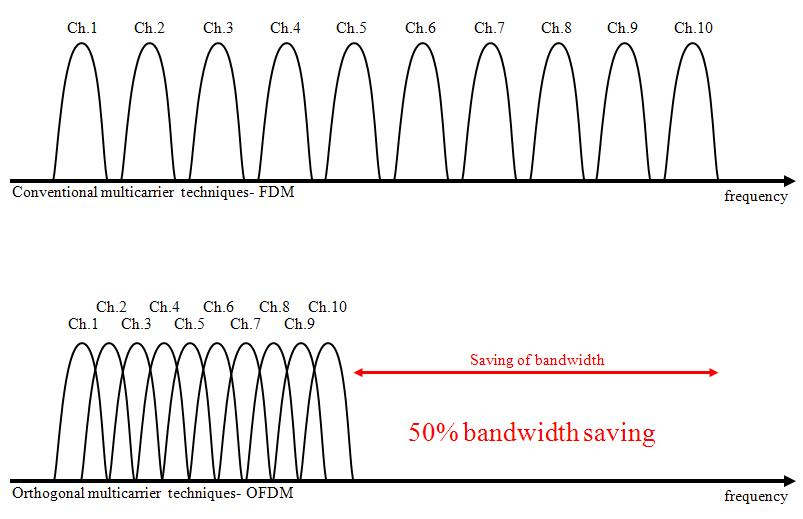 Ch.1 Ch.2 Ch.3 Ch.4 Ch.5 Ch.6 Ch.7 Ch.8 Ch.9 Ch.10
Conventional multicarrier techniques- FDM
frequency
Ch.2 Ch.4 Ch.6 Ch.8 Ch.10
Ch.1 Ch.3 Ch.5 Ch.7 Ch.9
Saving of bandwidth
50% bandwidth saving
Orthogonal multicarrier techniques- OFDM
frequency